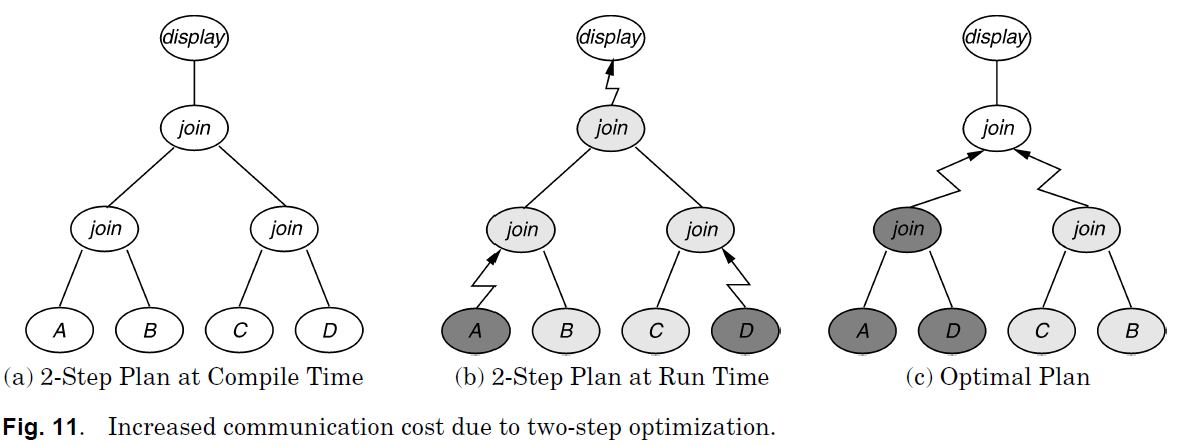 display display display
join join join
join join join join join join
A B C D A B C D A D C B
(a) 2-Step Plan at Compile Time (b) 2-Step Plan at Run Time (c) Optimal Plan
Fig. 11. Increased communication cost due to two-step optimization.